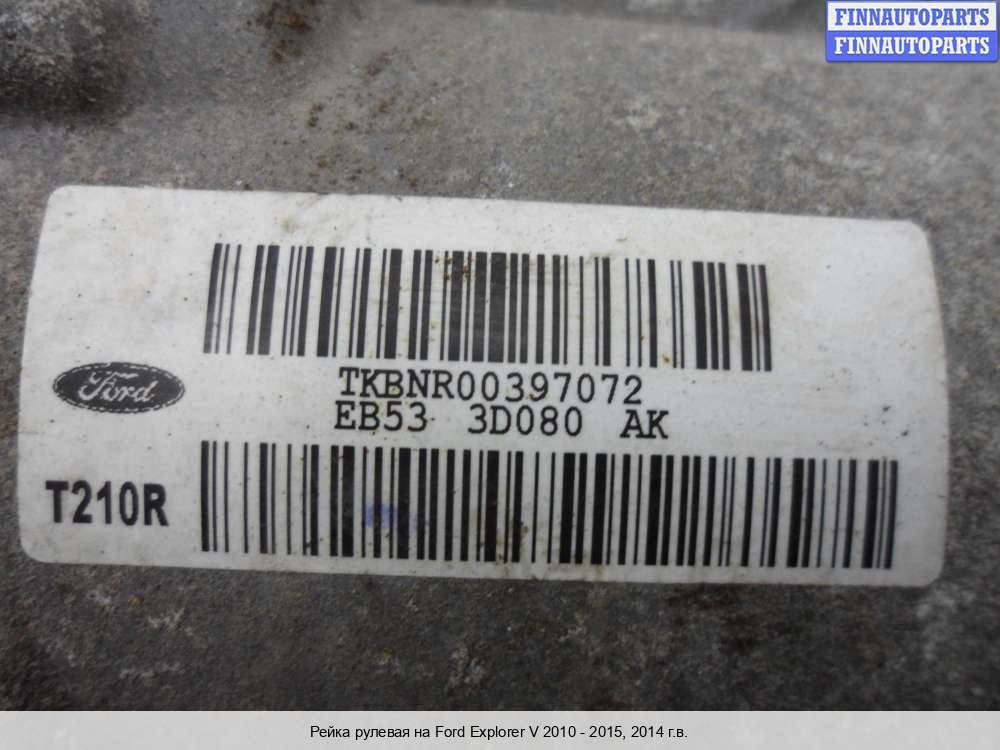 FINNAUTOPARTS
FINNAUTOPARTS
TKBNR00397072
Ford
EB53 3D080 AK
T210R
Рейка рулевая на Ford Explorer V 2010 - 2015, 2014 г.в.